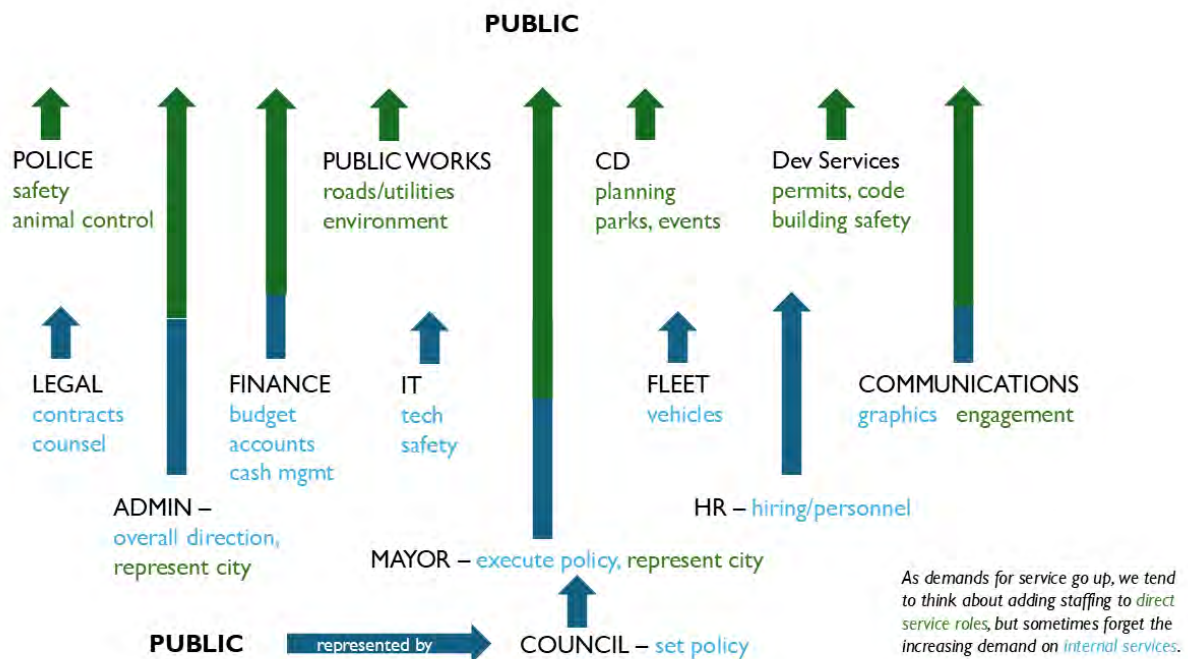 PUBLIC
POLICE
safety
animal control
PUBLIC WORKS
roads/utilities
environment
CD
planning
parks, events
Dev Services
permits, code
building safety
LEGAL
contracts
counsel
FINANCE
budget
accounts
cash mgmt
IT
tech
safety
FLEET
vehicles
COMMUNICATIONS
graphics engagement
ADMIN –
overall direction,
represent city
HR – hiring/personnel
MAYOR – execute policy, represent city
PUBLIC represented by COUNCIL – set policy
As demands for service go up, we tend
to think about adding staffing to direct
service roles, but sometimes forget the
increasing demand on internal services.